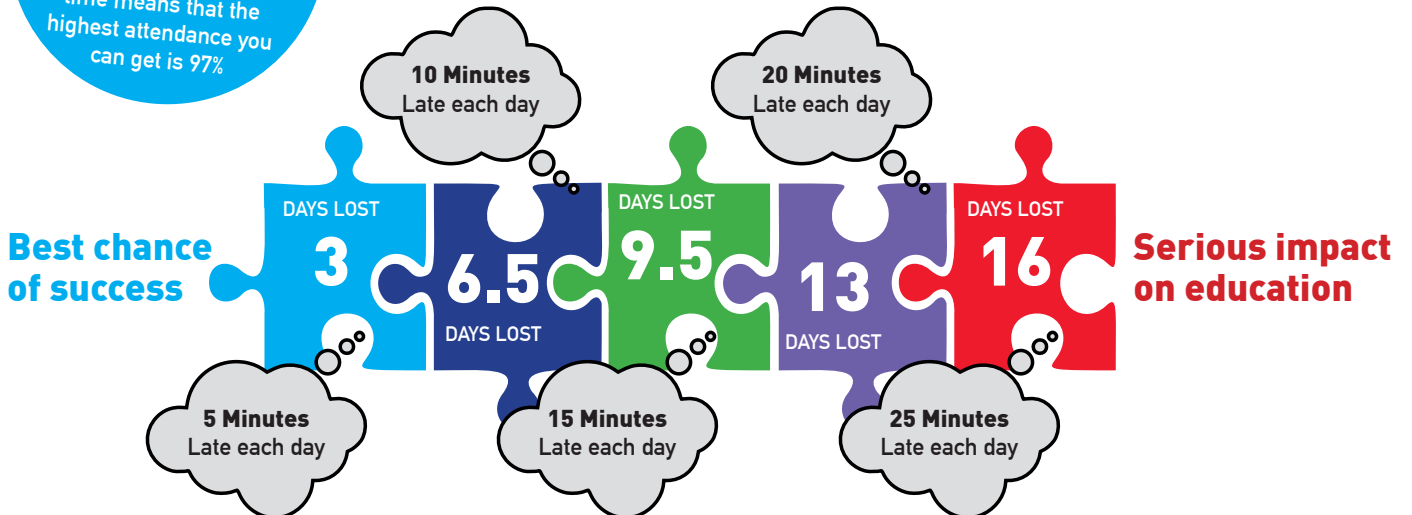 time means that the
highest attendance you
can get is 97%
10 Minutes
Late each day
20 Minutes
Late each day
Best chance
of success
DAYS LOST
3
6.5
DAYS LOST
DAYS LOST
9.5
13
DAYS LOST
DAYS LOST
16
Serious impact
on education
5 Minutes
Late each day
15 Minutes
Late each day
25 Minutes
Late each day